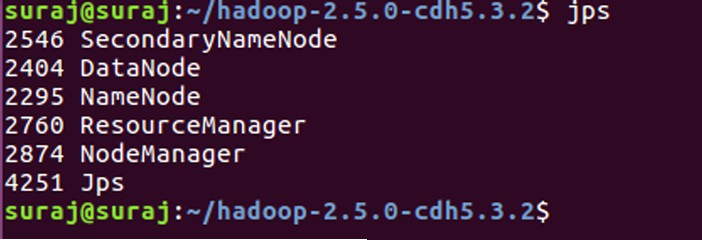 suraj@suraj:~/hadoop-2.5.0-cdh5.3.2$ jps
2546 SecondaryNameNode
2404 DataNode
2295 NameNode
2760 ResourceManager
2874 NodeManager
4251 Jps
suraj@suraj:~/hadoop-2.5.0-cdh5.3.2$